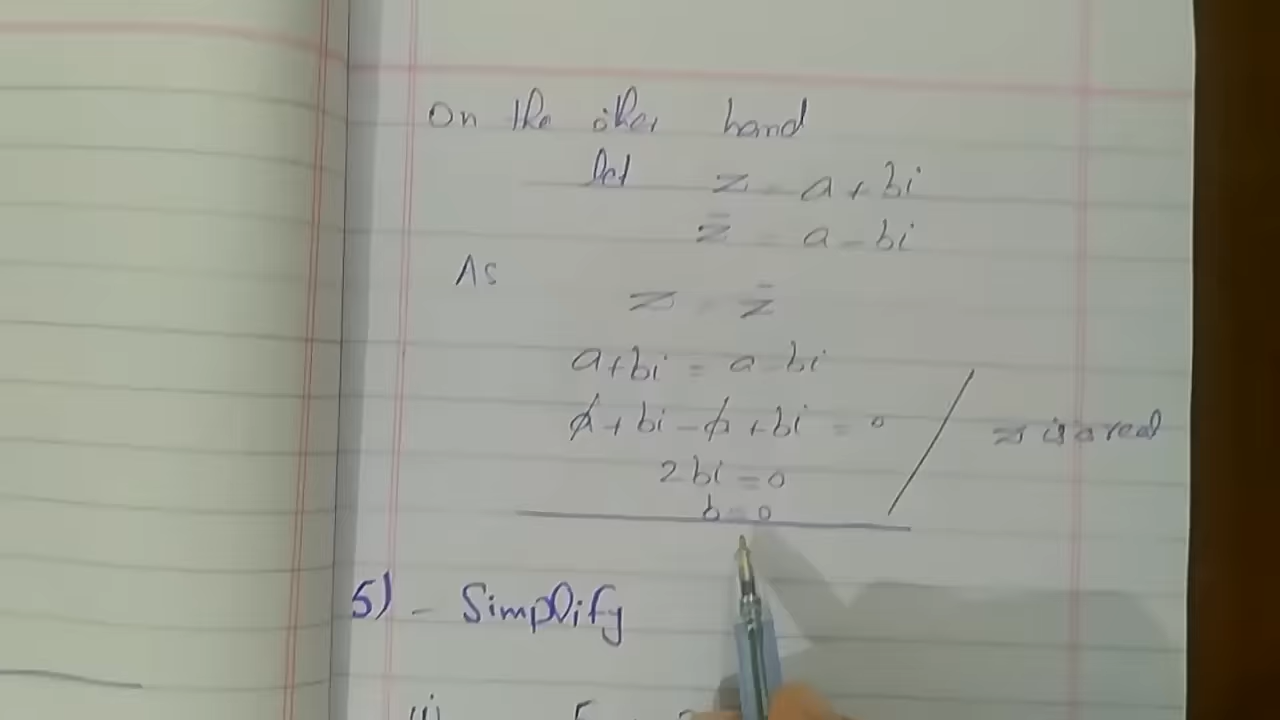 On the other hand
let z = a + bi
z̄ = a - bi
As
z = z̄
a + bi = a - bi
a + bi - a + bi = 0
z is a real
2bi = 0
b = 0
5) - Simplify
(i)